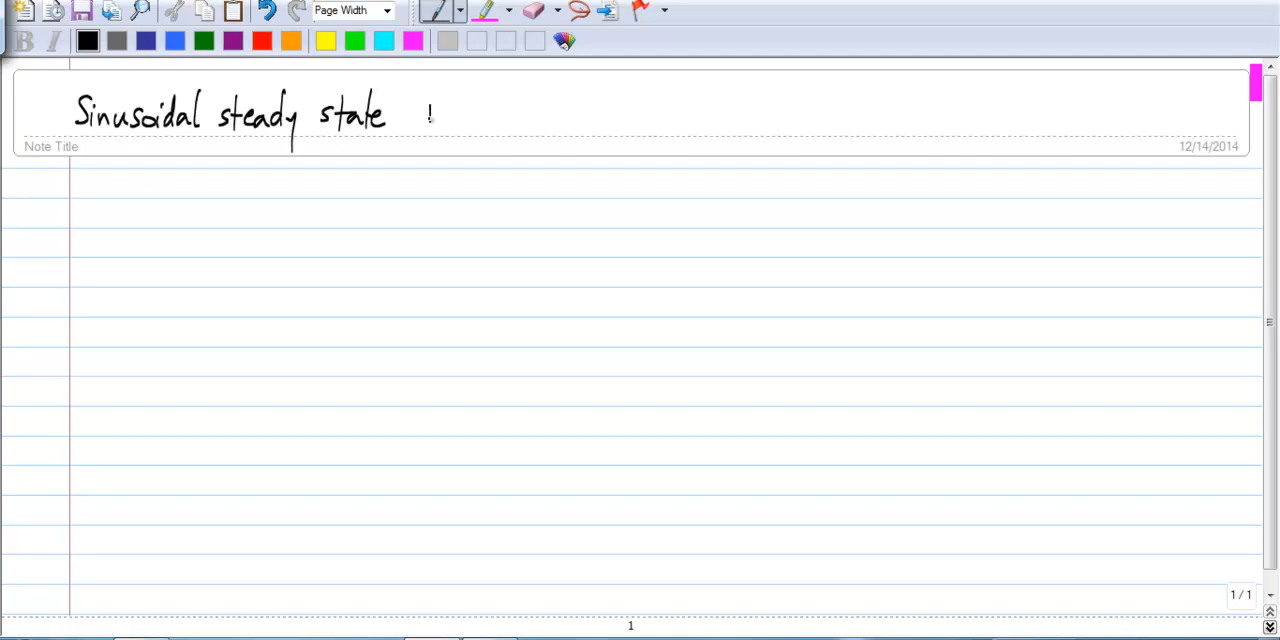 Page Width
B I
Sinusoidal steady state
Note Title 12/14/2014
1 / 1
1